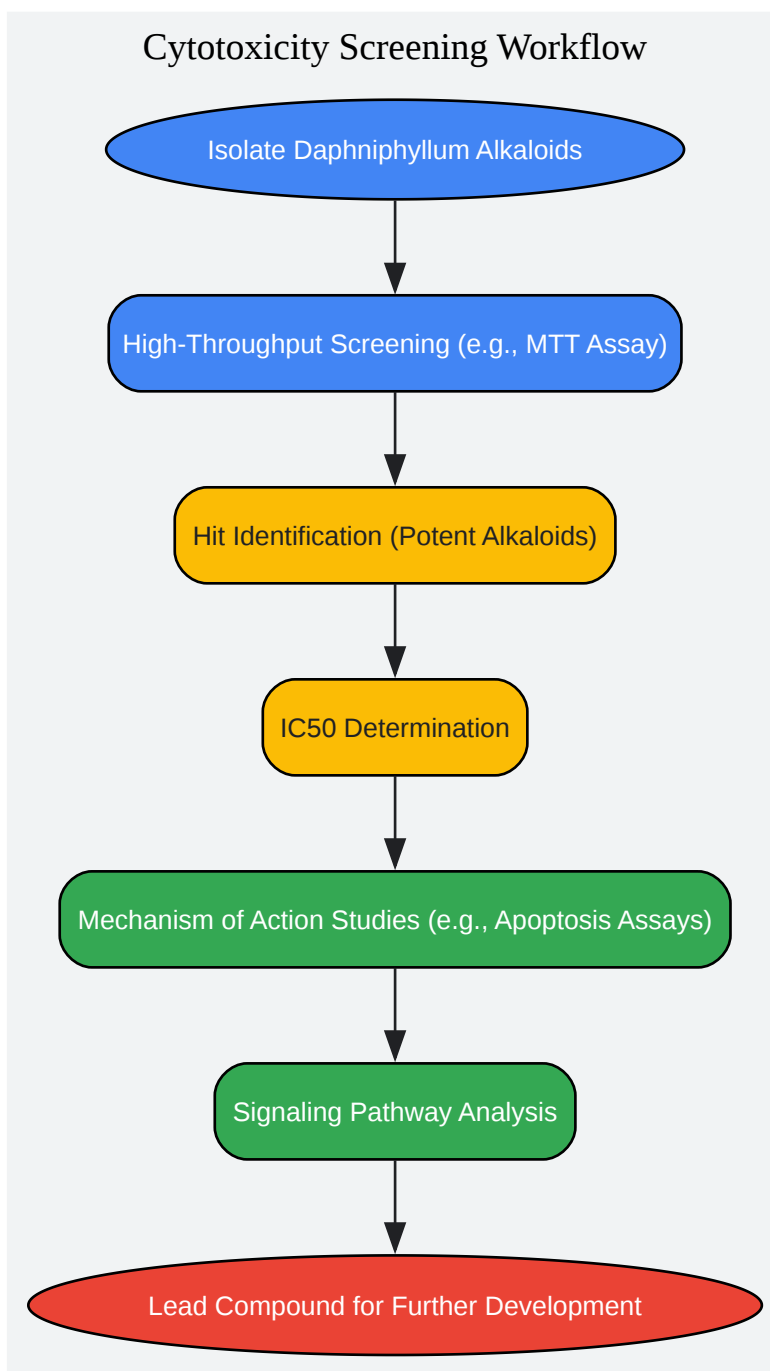 Cytotoxicity Screening Workflow
Isolate Daphniphyllum Alkaloids
High-Throughput Screening (e.g., MTT Assay)
Hit Identification (Potent Alkaloids)
IC50 Determination
Mechanism of Action Studies (e.g., Apoptosis Assays)
Signaling Pathway Analysis
Lead Compound for Further Development